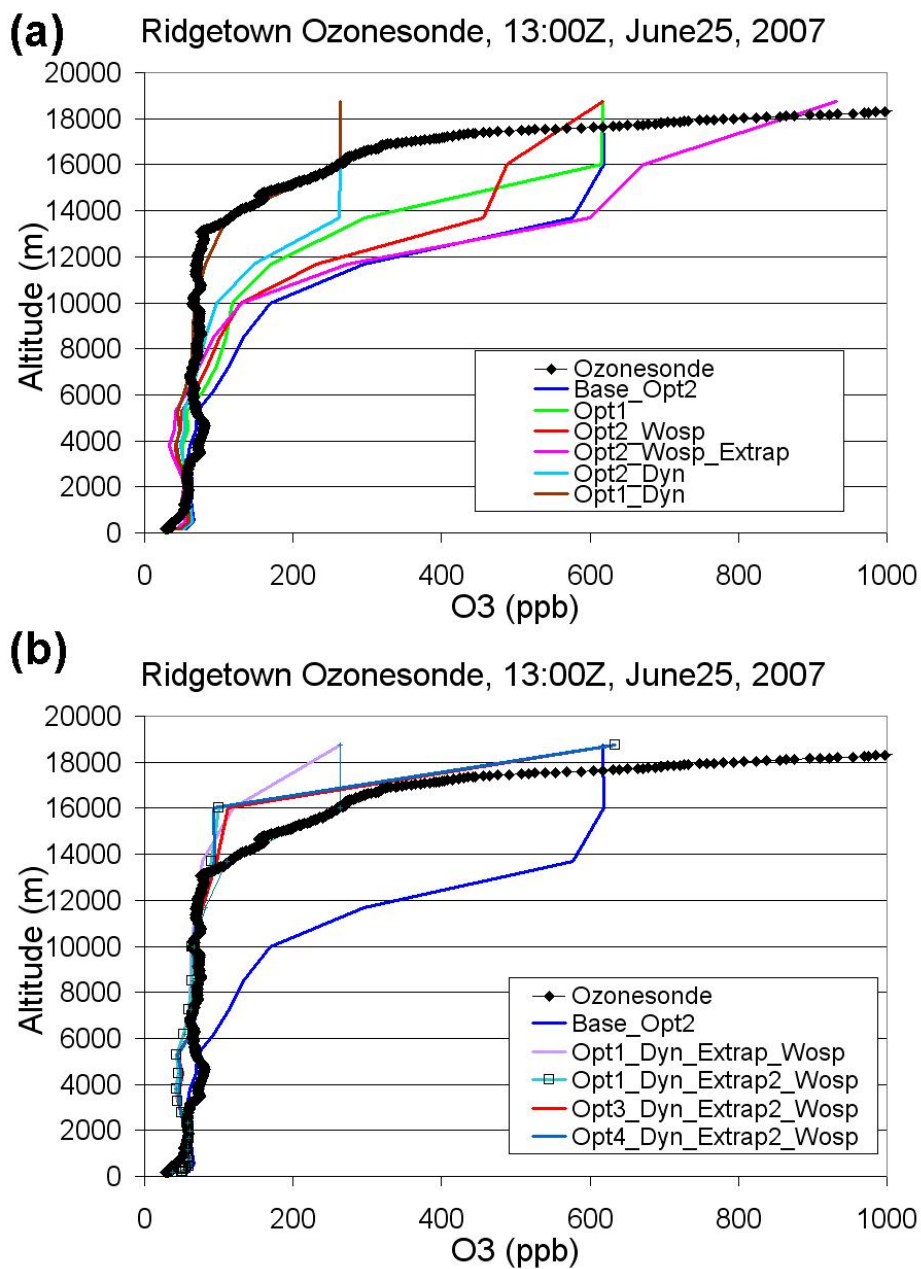 (a)
Ridgetown Ozonesonde, 13:00Z, June25, 2007
20000
18000
16000
14000
12000
10000
8000
6000
4000
2000
0
Altitude (m)
Ozonesonde
Base_Opt2
Opt1
Opt2_Wosp
Opt2_Wosp_Extrap
Opt2_Dyn
Opt1_Dyn
0 200 400 600 800 1000
O3 (ppb)
(b)
Ridgetown Ozonesonde, 13:00Z, June25, 2007
20000
18000
16000
14000
12000
10000
8000
6000
4000
2000
0
Altitude (m)
Ozonesonde
Base_Opt2
Opt1_Dyn_Extrap_Wosp
Opt1_Dyn_Extrap2_Wosp
Opt3_Dyn_Extrap2_Wosp
Opt4_Dyn_Extrap2_Wosp
0 200 400 600 800 1000
O3 (ppb)